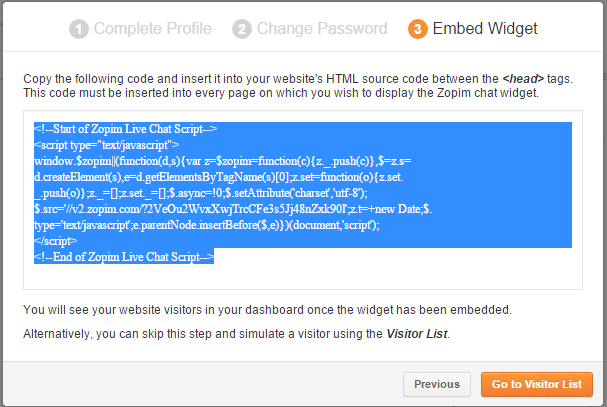 1 Complete Profile 2 Change Password 3 Embed Widget
Copy the following code and insert it into your website's HTML source code between the <head> tags.
This code must be inserted into every page on which you wish to display the Zopim chat widget.
<!--Start of Zopim Live Chat Script-->
<script type="text/javascript">
window.$zopim||(function(d,s){var z=$zopim=function(c){z._.push(c)},$=z.s=
d.createElement(s),e=d.getElementsByTagName(s)[0];z.set=function(o){z.set.
_.push(o)};z._=[];z.set._=[];$.async=!0;$.setAttribute('charset','utf-8');
$.src='//v2.zopim.com/?2VeOu2WvxXwjTrcCFe3s5Jj48nZxk90l';z.t=+new Date;$.
type='text/javascript';e.parentNode.insertBefore($,e)})(document,'script');
</script>
<!--End of Zopim Live Chat Script-->
You will see your website visitors in your dashboard once the widget has been embedded.
Alternatively, you can skip this step and simulate a visitor using the Visitor List.
Previous Go to Visitor List